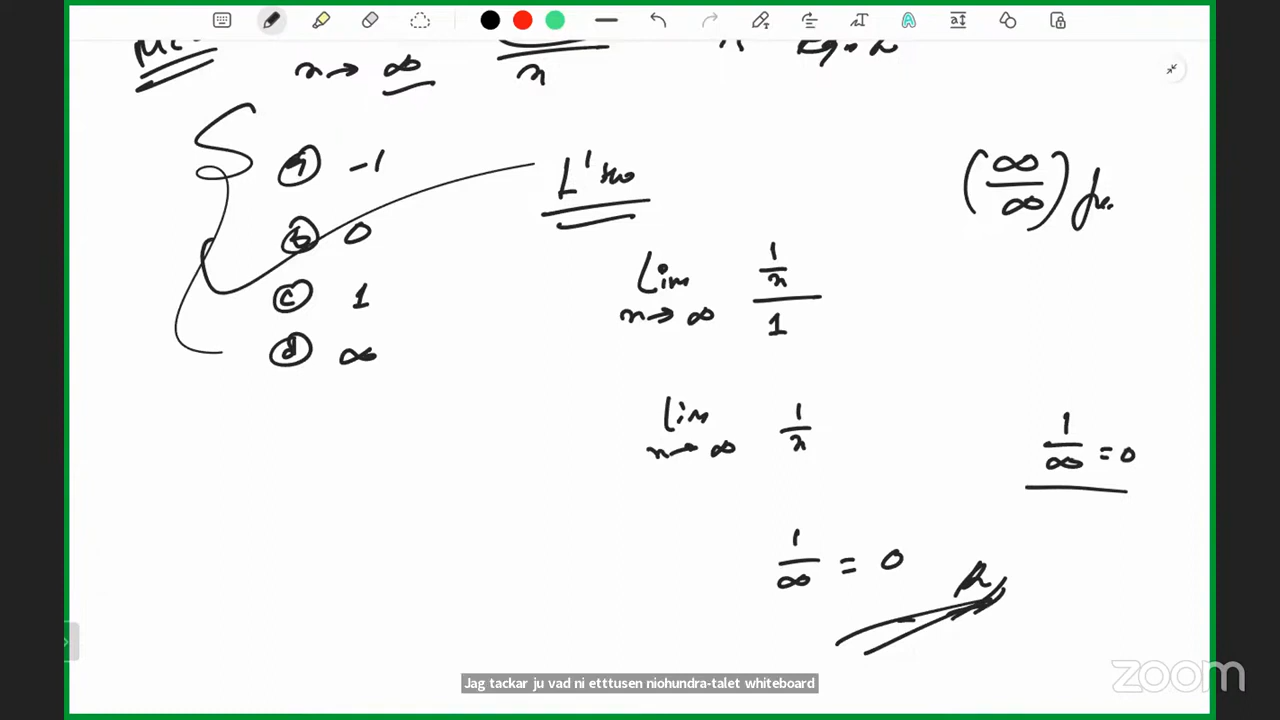 x → ∞ x
(a) -1
L'Ho
(∞/∞) fo.
(b) 0
Lim x → ∞ (1/x)/1
(c) 1
(d) ∞
Lim x → ∞ 1/x
1/∞ = 0
1/∞ = 0
Jag tackar ju vad ni etttusen niohundra-talet whiteboard
zoom